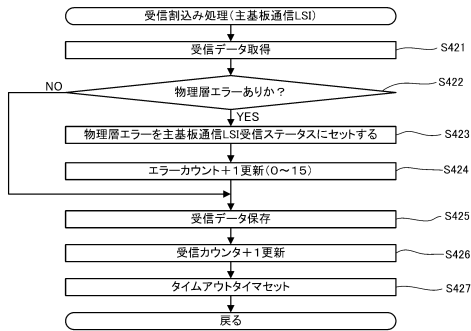 受信割込み処理(主基板通信LSI)
受信データ取得
S421
物理層エラーありか？
S422
NO
YES
物理層エラーを主基板通信LSI受信ステータスにセットする
S423
エラーカウント＋１更新(０～１５)
S424
受信データ保存
S425
受信カウンタ＋１更新
S426
タイムアウトタイマセット
S427
戻る